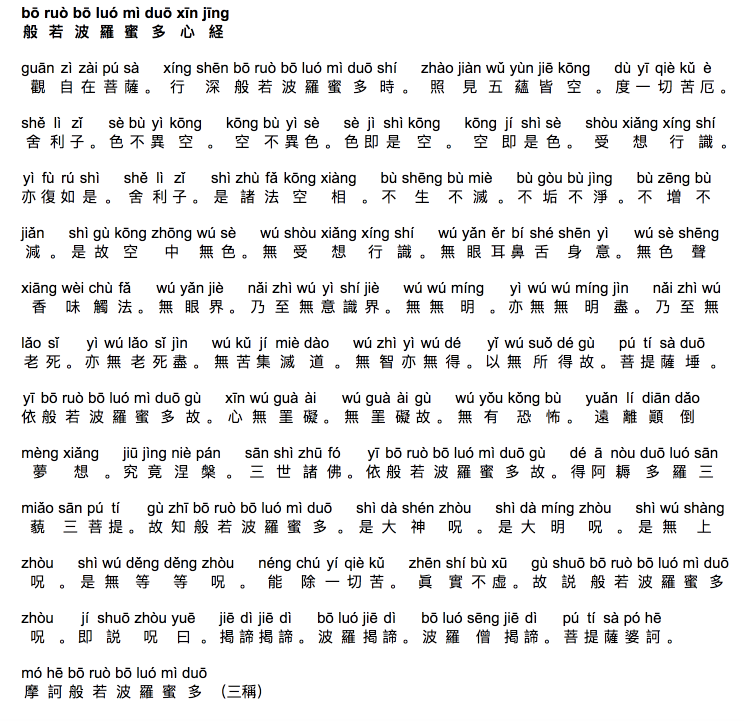 bō ruò bō luó mì duō xīn jīng
般若波羅蜜多心経
guān zì zài pú sà xíng shēn bō ruò bō luó mì duō shí zhào jiàn wǔ yùn jiē kōng dù yī qiè kǔ è
觀自在菩薩。行深般若波羅蜜多時。照見五蘊皆空。度一切苦厄。
shě lì zǐ sè bù yì kōng kōng bù yì sè sè jì shì kōng kōng jí shì sè shòu xiǎng xíng shí
舍利子。色不異空。空不異色。色即是空。空即是色。受想行識。
yì fù rú shì shě lì zǐ shì zhù fǎ kōng xiàng bù shēng bù miè bù gòu bù jìng bù zēng bù
亦復如是。舍利子。是諸法空相。不生不滅。不垢不淨。不增不
jiǎn shì gù kōng zhōng wú sè wú shòu xiǎng xíng shí wú yǎn ěr bí shé shēn yì wú sè shēng
減。是故空中無色。無受想行識。無眼耳鼻舌身意。無色聲
xiāng wèi chù fǎ wú yǎn jiè nǎi zhì wú yì shí jiè wú wú míng yì wú wú míng jìn nǎi zhì wú
香味觸法。無眼界。乃至無意識界。無無明。亦無無明盡。乃至無
lǎo sǐ yì wú lǎo sǐ jìn wú kǔ jí miè dào wú zhì yì wú dé yǐ wú suǒ dé gù pú tí sà duō
老死。亦無老死盡。無苦集滅道。無智亦無得。以無所得故。菩提薩埵。
yī bō ruò bō luó mì duō gù xīn wú guà ài wú guà ài gù wú yǒu kǒng bù yuǎn lí diān dǎo
依般若波羅蜜多故。心無罣礙。無罣礙故。無有恐怖。遠離顚倒
mèng xiǎng jiū jìng niè pán sān shì zhū fó yī bō ruò bō luó mì duō gù dé ā nòu duō luó sān
夢想。究竟涅槃。三世諸佛。依般若波羅蜜多故。得阿耨多羅三
miǎo sān pú tí gù zhī bō ruò bō luó mì duō shì dà shén zhòu shì dà míng zhòu shì wú shàng
藐三菩提。故知般若波羅蜜多。是大神呪。是大明呪。是無上
zhòu shì wú děng děng zhòu néng chú yí qiè kǔ zhēn shí bù xū gù shuō bō ruò bō luó mì duō
呪。是無等等呪。能除一切苦。眞實不虚。故説般若波羅蜜多
zhòu jí shuō zhòu yuē jiē dì jiē dì bō luó jiē dì bō luó sēng jiē dì pú tí sà pó hē
呪。即説呪曰。掲諦掲諦。波羅掲諦。波羅僧掲諦。菩提薩婆訶。
mó hē bō ruò bō luó mì duō
摩訶般若波羅蜜多 （三稱）